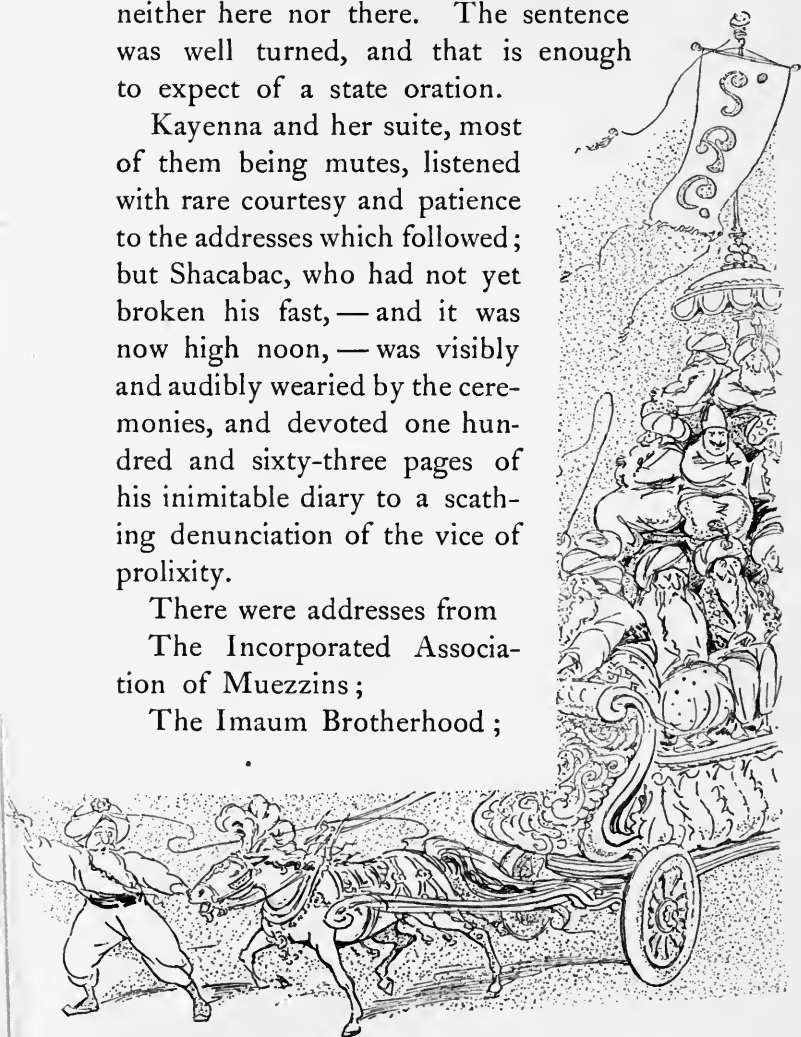 neither here nor there. The sentence
was well turned, and that is enough
to expect of a state oration.
Kayenna and her suite, most
of them being mutes, listened
with rare courtesy and patience
to the addresses which followed;
but Shacabac, who had not yet
broken his fast, — and it was
now high noon, — was visibly
and audibly wearied by the cere-
monies, and devoted one hun-
dred and sixty-three pages of
his inimitable diary to a scath-
ing denunciation of the vice of
prolixity.
There were addresses from
The Incorporated Associa-
tion of Muezzins;
The Imaum Brotherhood;
S.
R.
C.